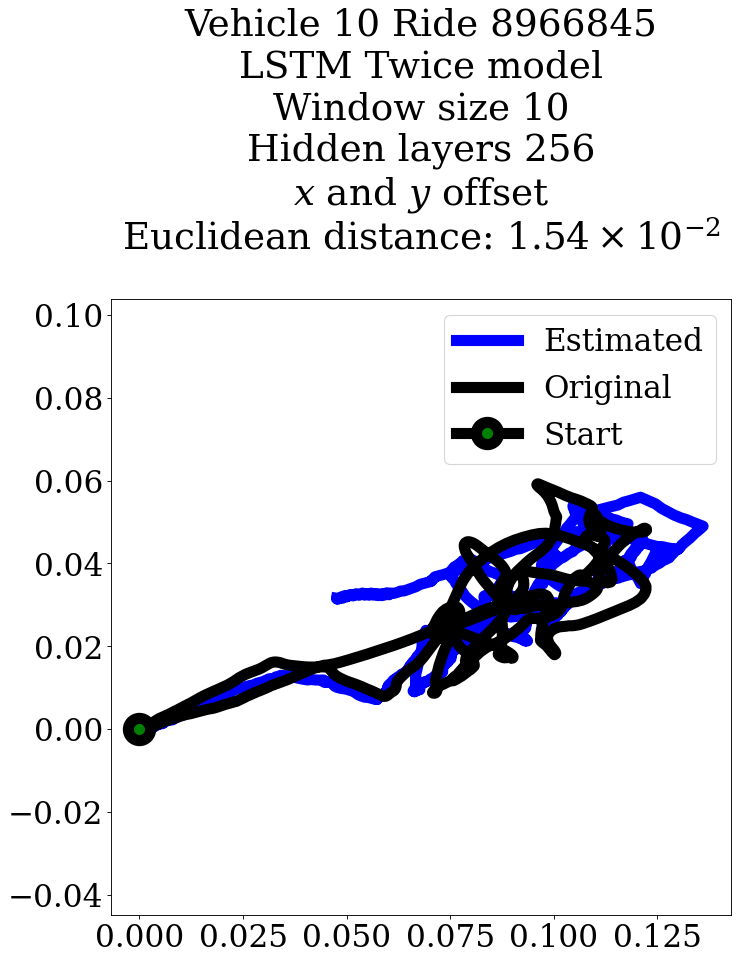 Vehicle 10 Ride 8966845
LSTM Twice model
Window size 10
Hidden layers 256
x and y offset
Euclidean distance: 1.54 × 10⁻²
Estimated
Original
Start
0.10
0.08
0.06
0.04
0.02
0.00
−0.02
−0.04
0.000 0.025 0.050 0.075 0.100 0.125